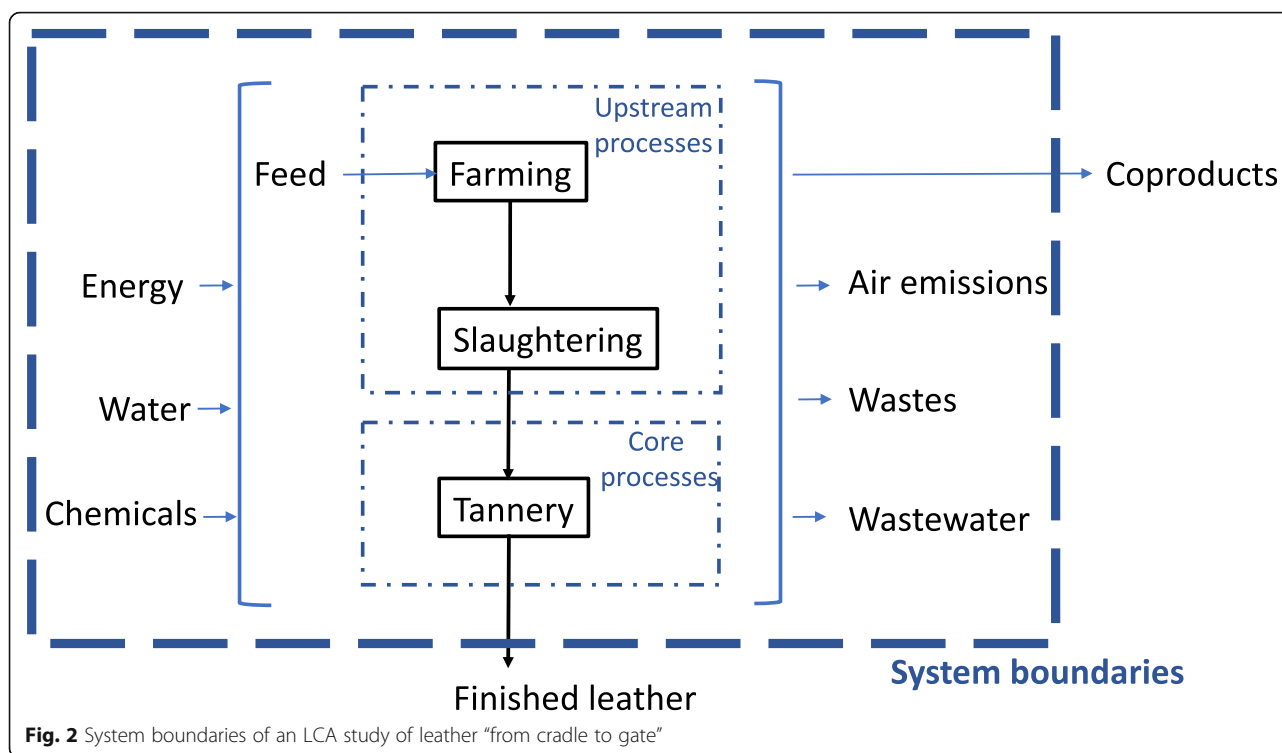 Upstream
processes
Feed
Farming
Coproducts
Energy
Air emissions
Slaughtering
Water
Wastes
Core
processes
Chemicals
Tannery
Wastewater
System boundaries
Finished leather
Fig. 2 System boundaries of an LCA study of leather “from cradle to gate”